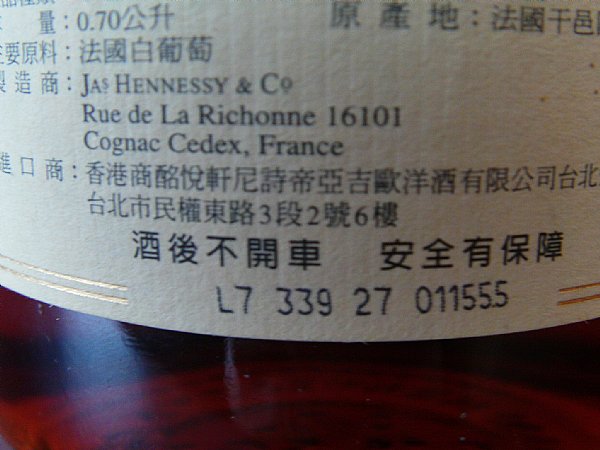 量:0.70公升 原產地:法國干邑
主要原料:法國白葡萄
製造商:JAS HENNESSY & Co
Rue de La Richonne 16101
Cognac Cedex, France
進口商:香港商酩悅軒尼詩帝亞吉歐洋酒有限公司台北
台北市民權東路3段2號6樓
酒後不開車 安全有保障
L7 339 27 011555